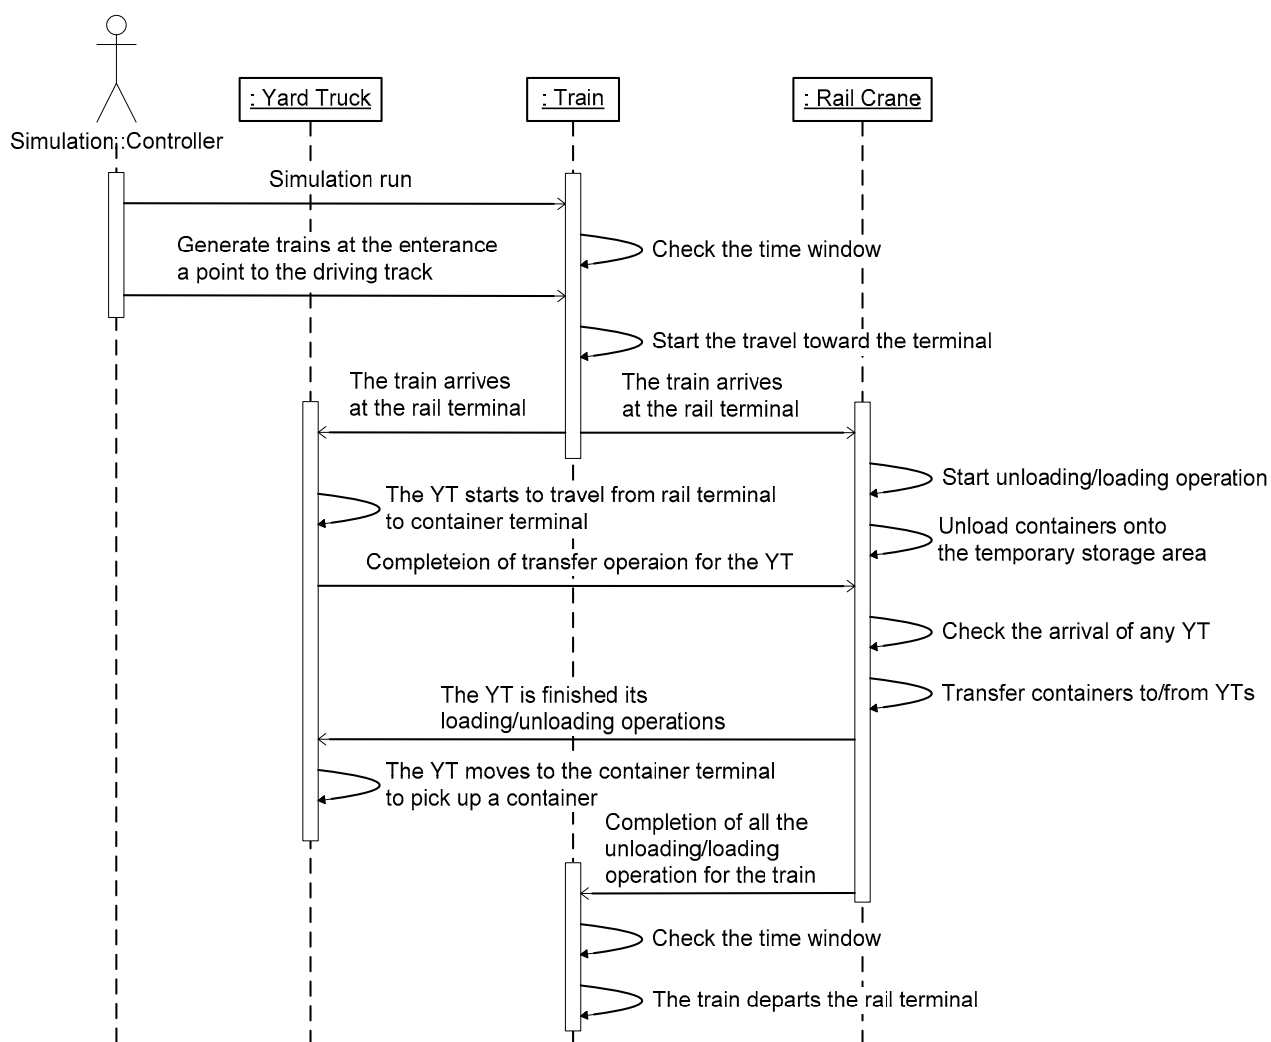 : Yard Truck
: Train
: Rail Crane
Simulation::Controller
Simulation run
Generate trains at the enterance
a point to the driving track
Check the time window
Start the travel toward the terminal
The train arrives
at the rail terminal
The train arrives
at the rail terminal
Start unloading/loading operation
The YT starts to travel from rail terminal
to container terminal
Unload containers onto
the temporary storage area
Completeion of transfer operaion for the YT
Check the arrival of any YT
Transfer containers to/from YTs
The YT is finished its
loading/unloading operations
The YT moves to the container terminal
to pick up a container
Completion of all the
unloading/loading
operation for the train
Check the time window
The train departs the rail terminal